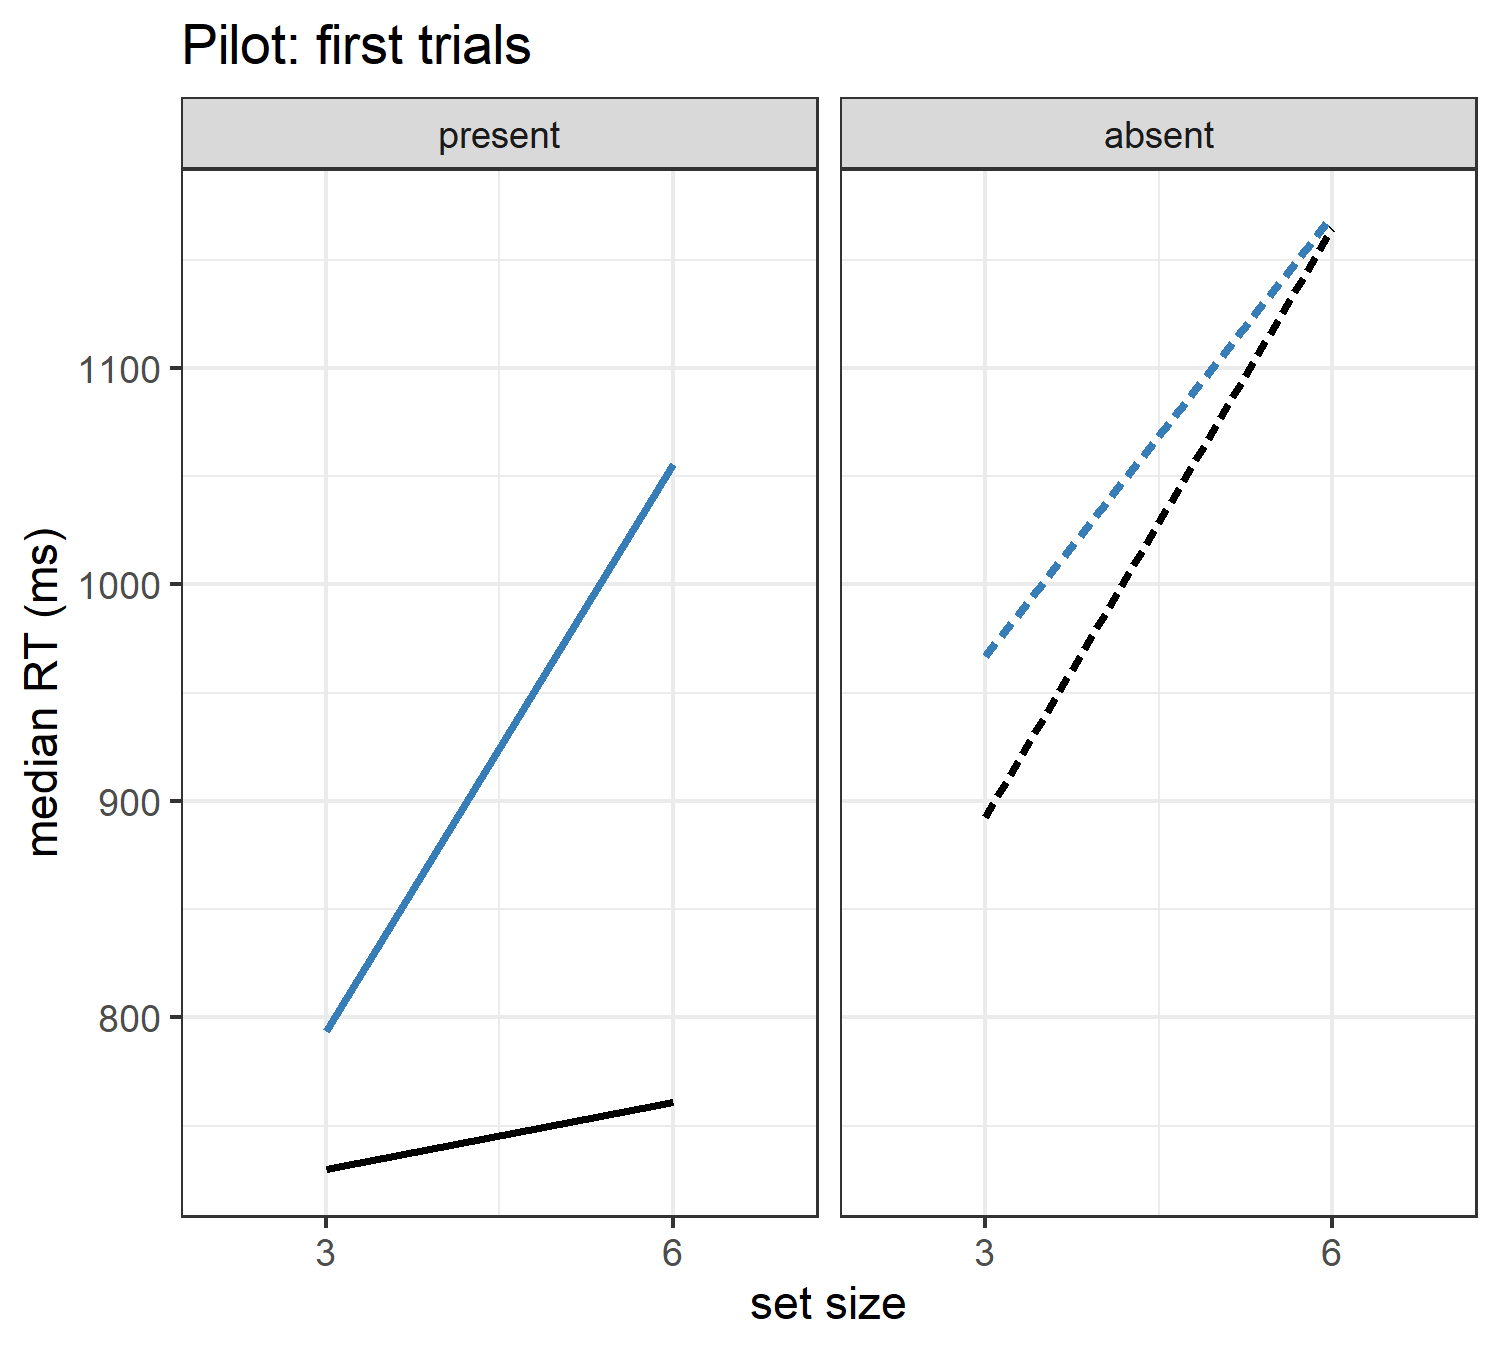 Pilot: first trials
present
absent
median RT (ms)
1100
1000
900
800
3
6
3
6
set size